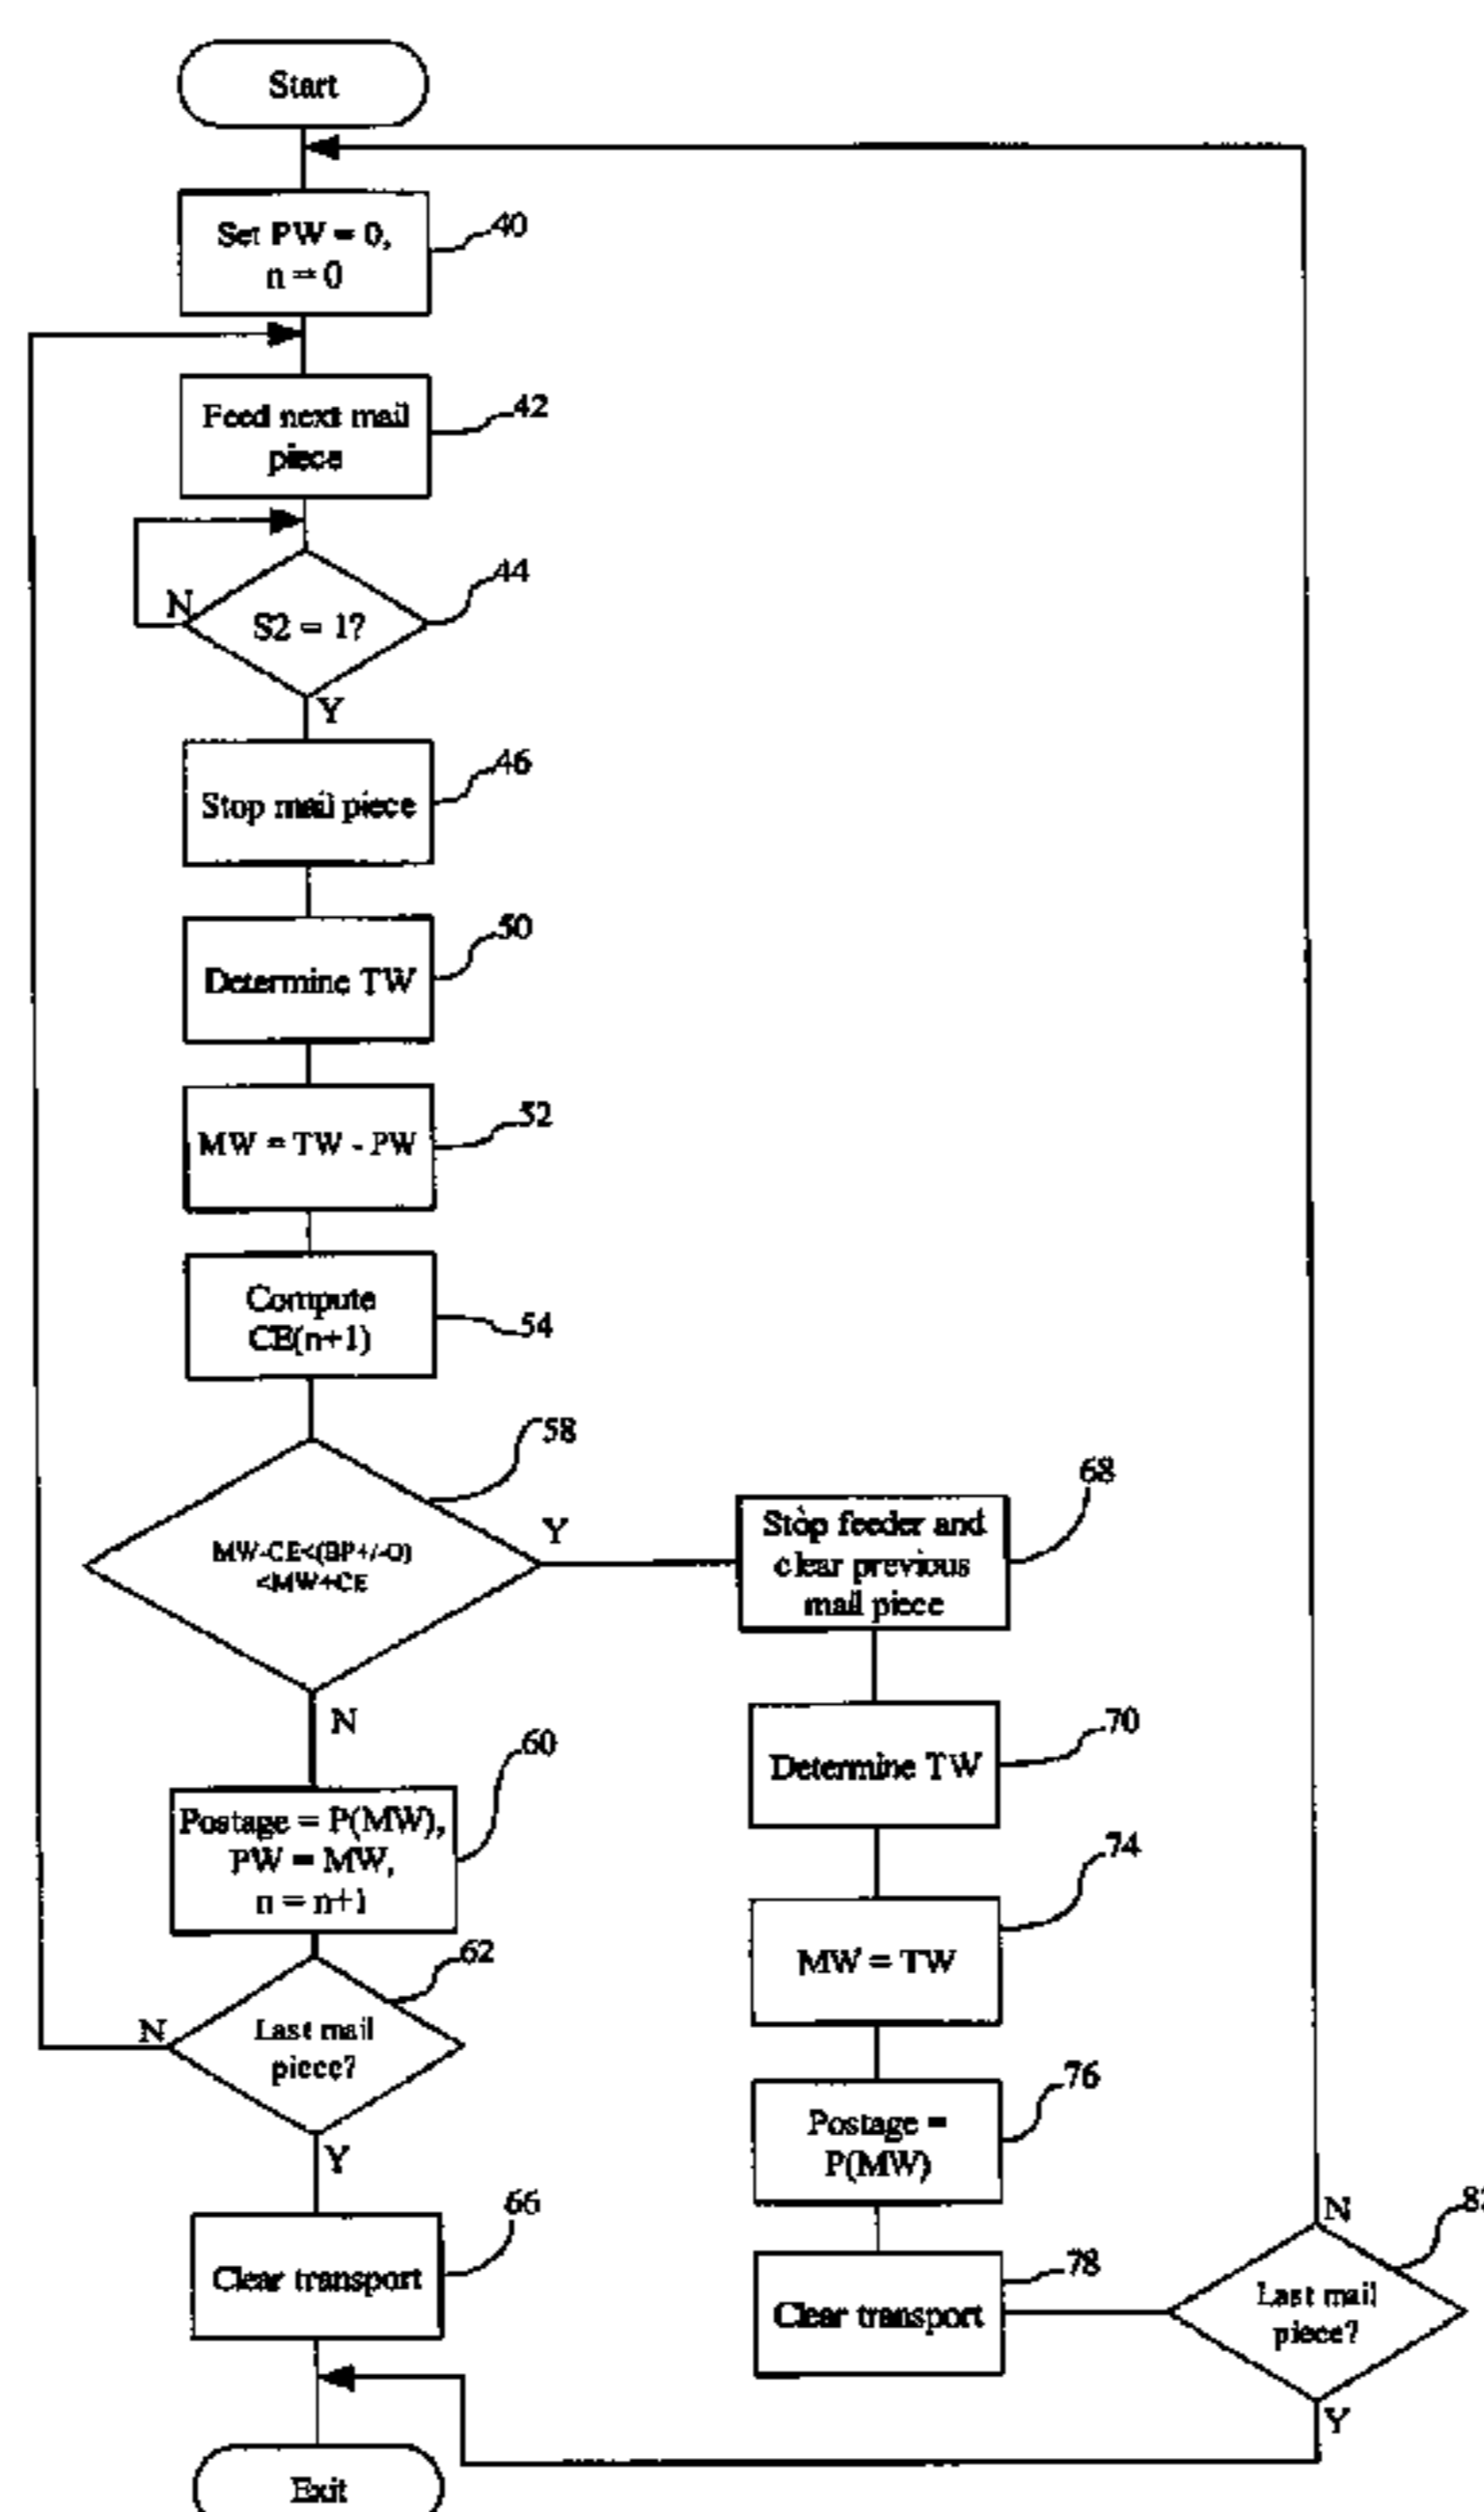 Start
Set PW = 0,
n = 0
40
Feed next mail
piece
42
N
S2 = 1?
44
Y
Stop mail piece
46
Determine TW
50
MW = TW - PW
52
Compute
CE(n+1)
54
58
MW-CE<(BP+/-O)
<MW+CE
Y
N
Stop feeder and
clear previous
mail piece
68
Determine TW
70
Postage = P(MW),
PW = MW,
n = n+1
60
MW = TW
74
Last mail
piece?
62
N
Y
Postage =
P(MW)
76
Clear transport
66
Clear transport
78
N
Last mail
piece?
Y
Exit